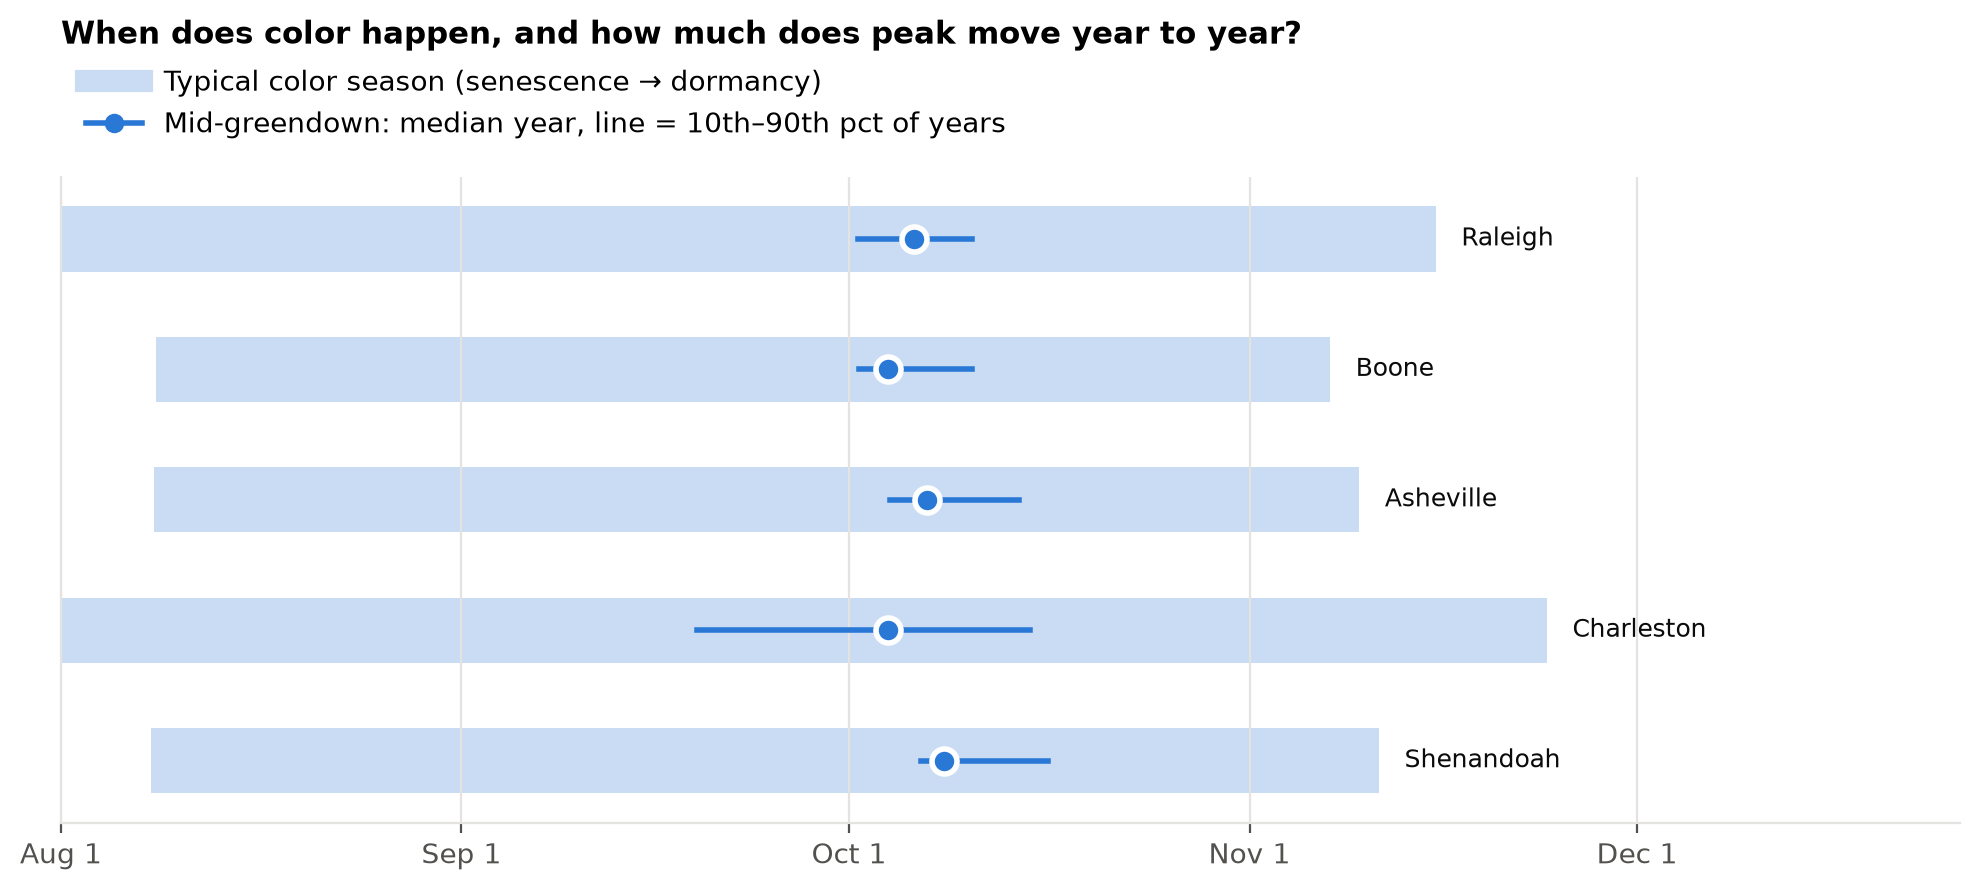 When does color happen, and how much does peak move year to year?
Typical color season (senescence → dormancy)
Mid-greendown: median year, line = 10th–90th pct of years
Raleigh
Boone
Asheville
Charleston
Shenandoah
Aug 1 Sep 1 Oct 1 Nov 1 Dec 1